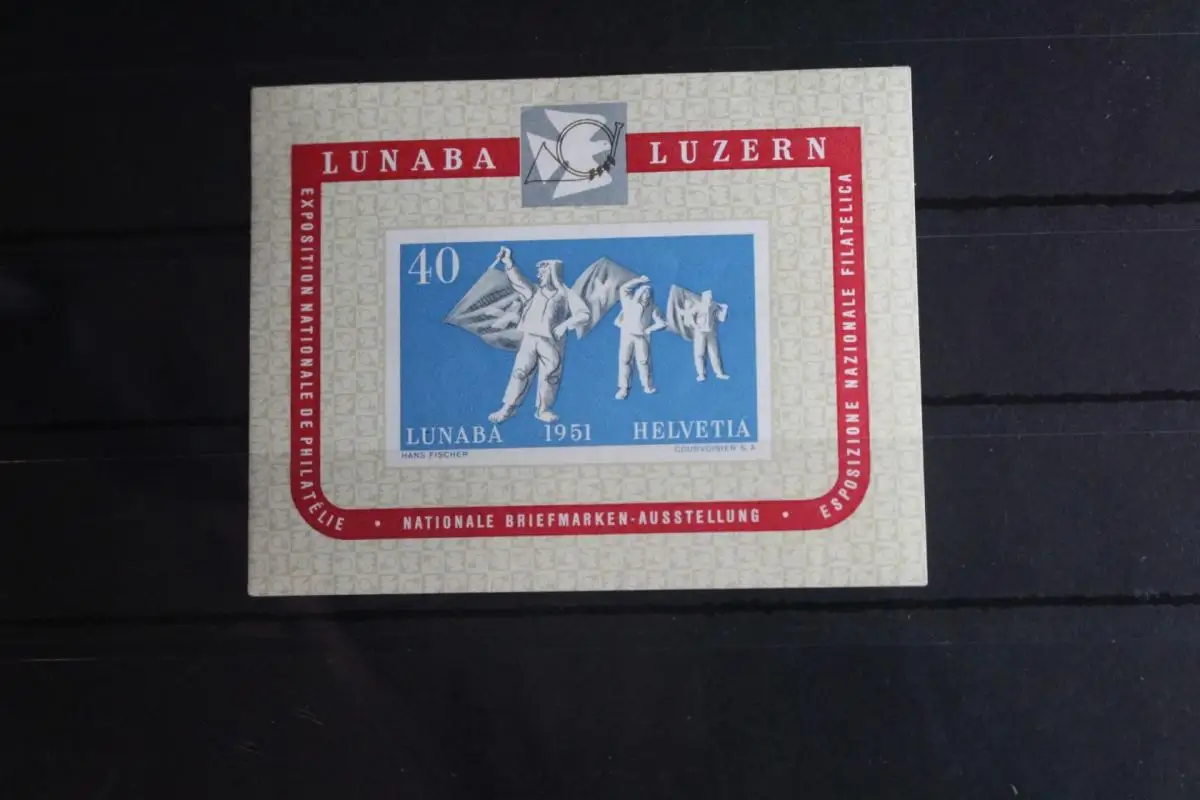 LUNABA LUZERN
EXPOSITION NATIONALE DE PHILATÉLIE
40
LUNABA 1951 HELVETIA
HANS FISCHER COURVOISIER S.A.
• NATIONALE BRIEFMARKEN-AUSSTELLUNG •
ESPOSIZIONE NAZIONALE FILATELICA